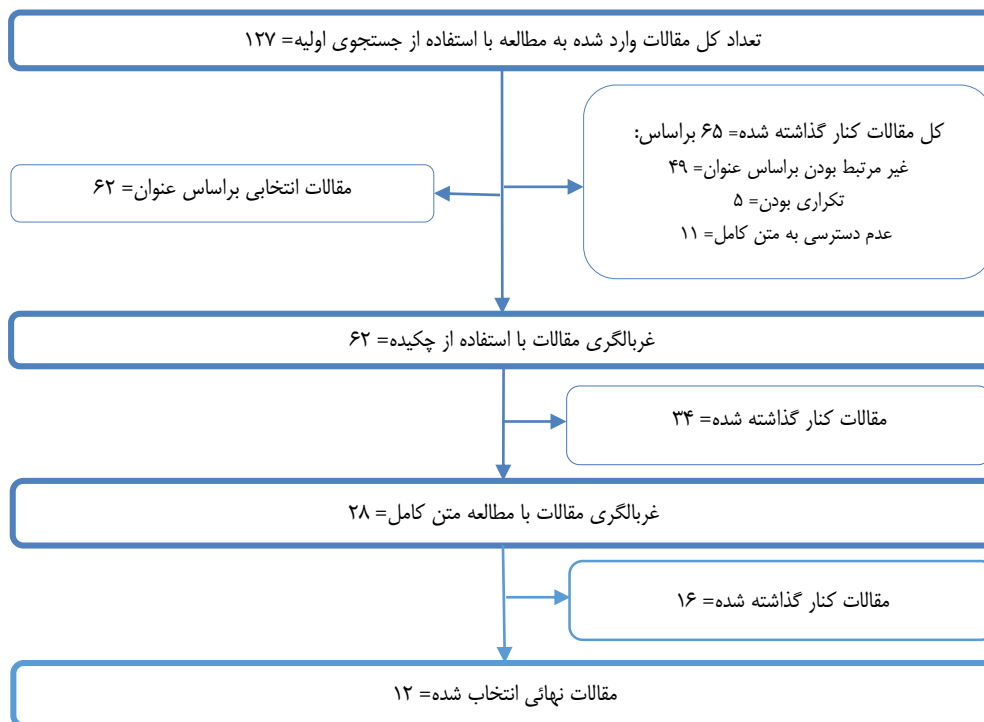 تعداد کل مقالات وارد شده به مطالعه با استفاده از جستجوی اولیه= ۱۲۷
کل مقالات کنار گذاشته شده= ۶۵ براساس:
غیر مرتبط بودن براساس عنوان= ۴۹
تکراری بودن= ۵
عدم دسترسی به متن کامل= ۱۱
مقالات انتخابی براساس عنوان= ۶۲
غربالگری مقالات با استفاده از چکیده= ۶۲
مقالات کنار گذاشته شده= ۳۴
غربالگری مقالات با مطالعه متن کامل= ۲۸
مقالات کنار گذاشته شده= ۱۶
مقالات نهائی انتخاب شده= ۱۲